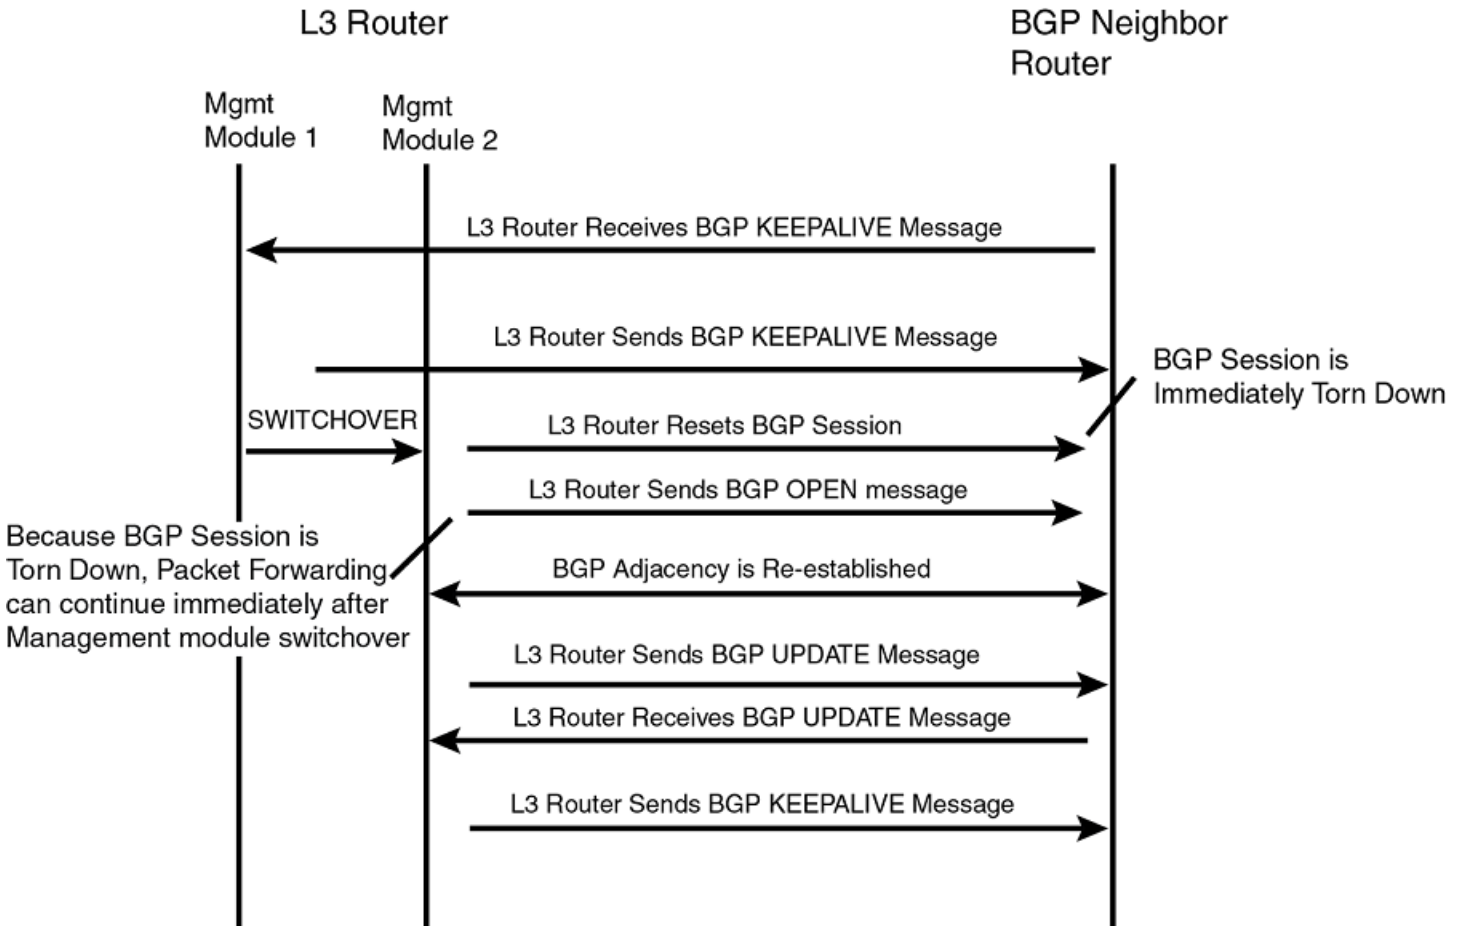 L3 Router
BGP Neighbor
Router
Mgmt
Module 1
Mgmt
Module 2
L3 Router Receives BGP KEEPALIVE Message
L3 Router Sends BGP KEEPALIVE Message
BGP Session is
Immediately Torn Down
SWITCHOVER
L3 Router Resets BGP Session
L3 Router Sends BGP OPEN message
Because BGP Session is
Torn Down, Packet Forwarding
can continue immediately after
Management module switchover
BGP Adjacency is Re-established
L3 Router Sends BGP UPDATE Message
L3 Router Receives BGP UPDATE Message
L3 Router Sends BGP KEEPALIVE Message